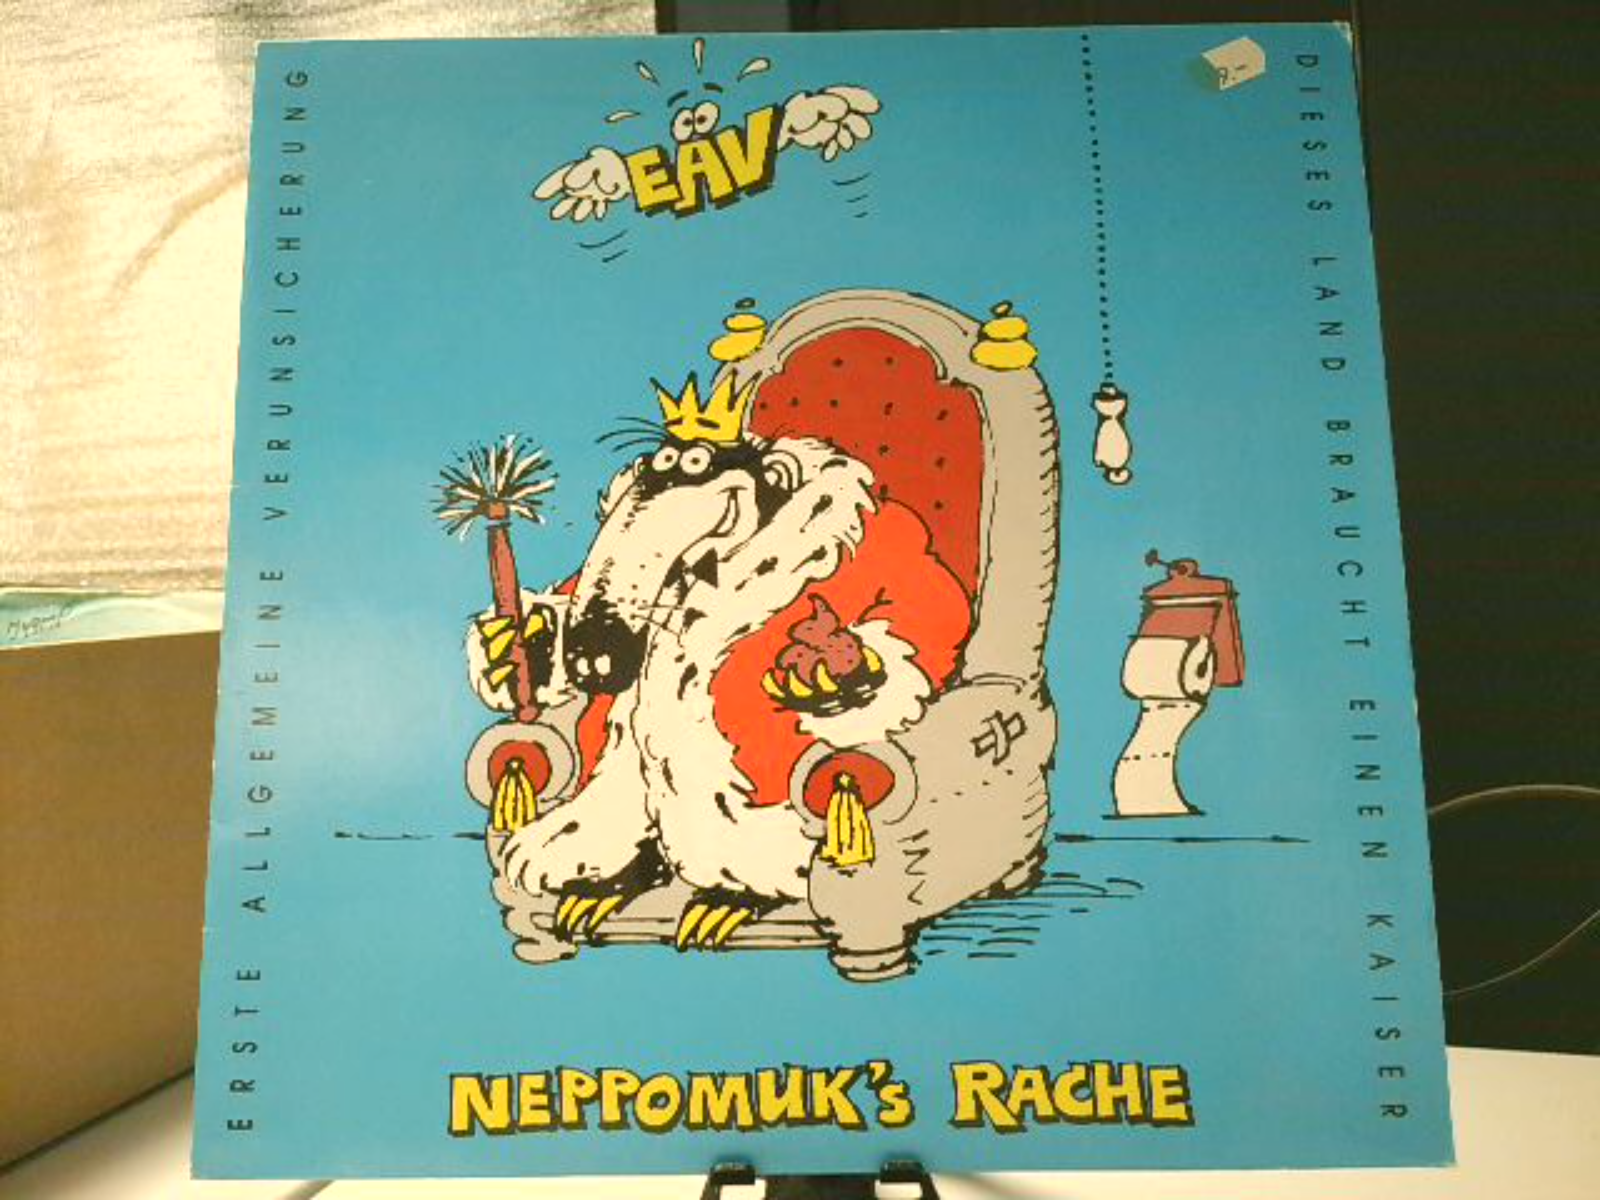 EAV
ERSTE ALLGEMEINE VERUNSICHERUNG
DIESES LAND BRAUCHT EINEN KAISER
NEPPOMUK'S RACHE